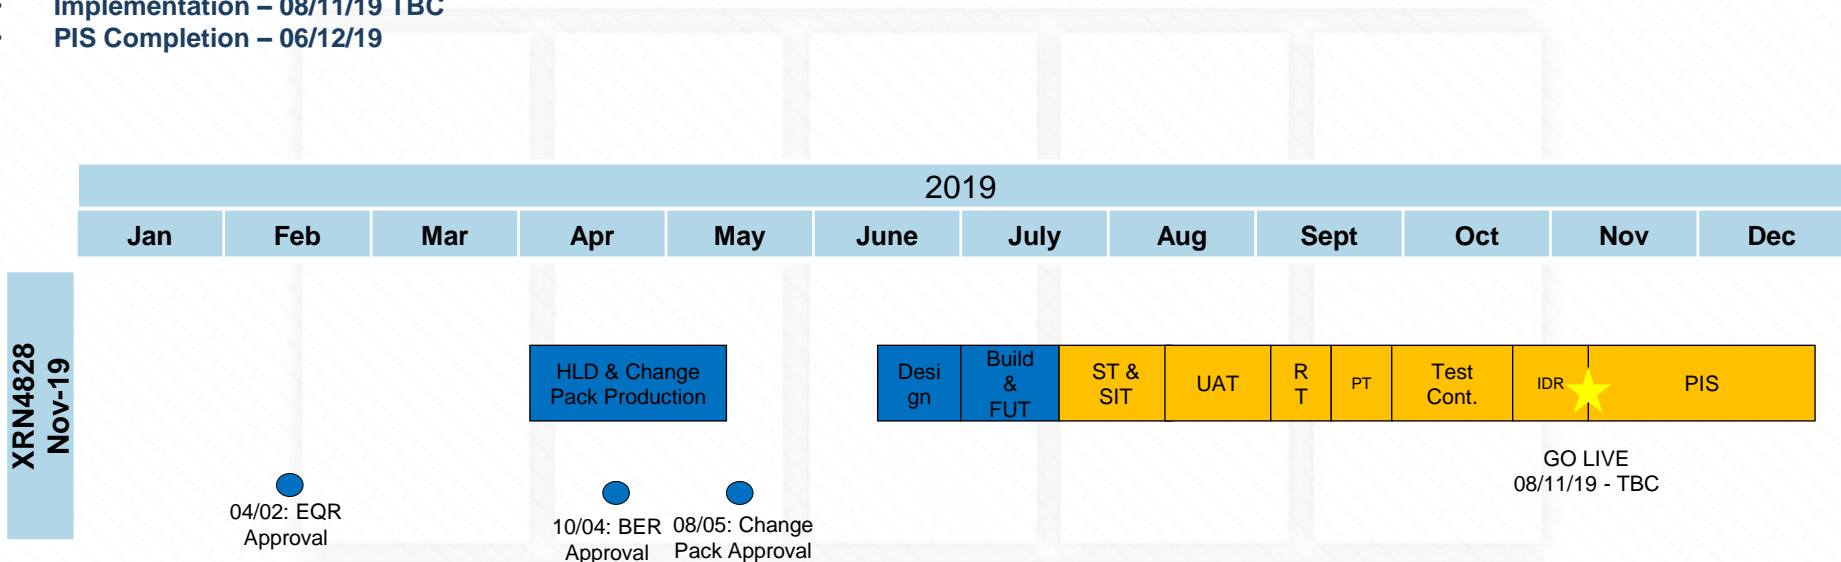 • Implementation – 08/11/19 TBC
• PIS Completion – 06/12/19
2019
Jan Feb Mar Apr May June July Aug Sept Oct Nov Dec
XRN4828
Nov-19
HLD & Change
Pack Production
Desi
gn
Build
&
FUT
ST &
SIT
UAT
R
T
PT
Test
Cont.
IDR
PIS
GO LIVE
08/11/19 - TBC
04/02: EQR
Approval
10/04: BER
Approval
08/05: Change
Pack Approval